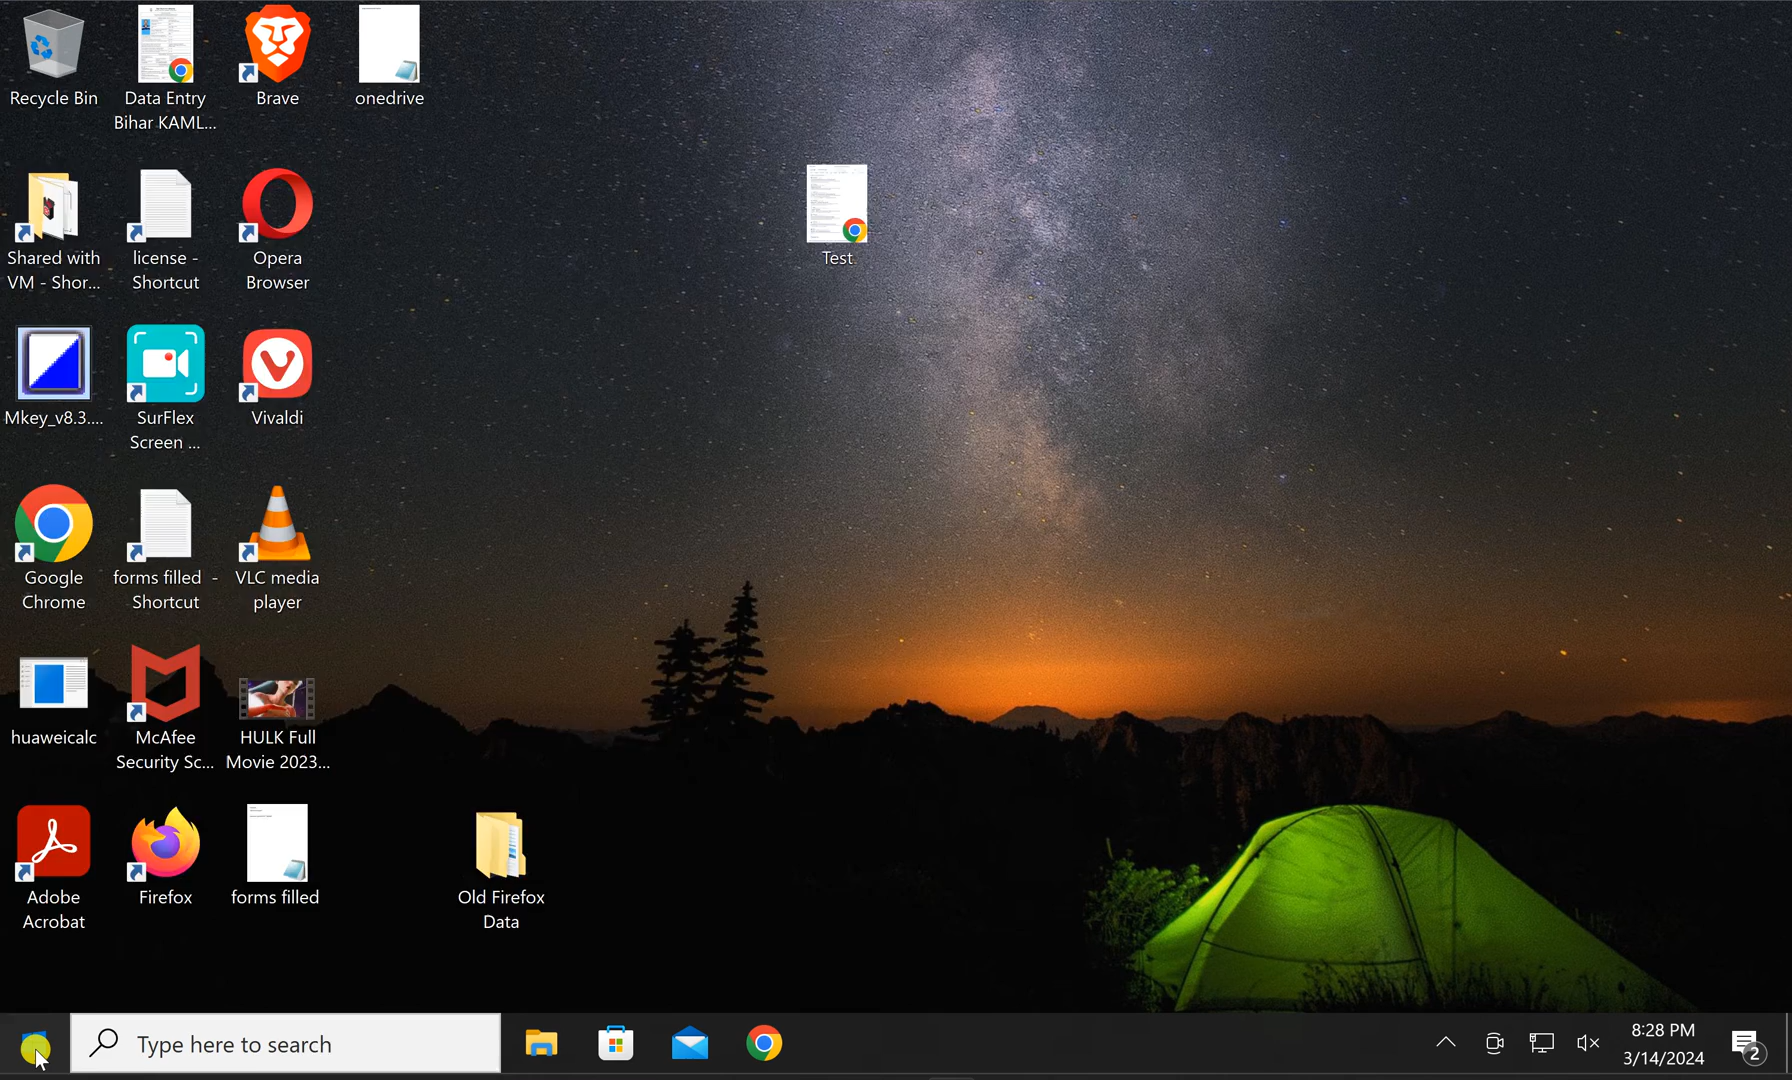 Recycle Bin
Data Entry
Bihar KAML...
Brave
onedrive
Shared with
VM - Shor...
license -
Shortcut
Opera
Browser
Test
Mkey_v8.3....
SurFlex
Screen ...
Vivaldi
Google
Chrome
forms filled -
Shortcut
VLC media
player
huaweicalc
McAfee
Security Sc...
HULK Full
Movie 2023...
Adobe
Acrobat
Firefox
forms filled
Old Firefox
Data
Type here to search
8:28 PM
3/14/2024
2